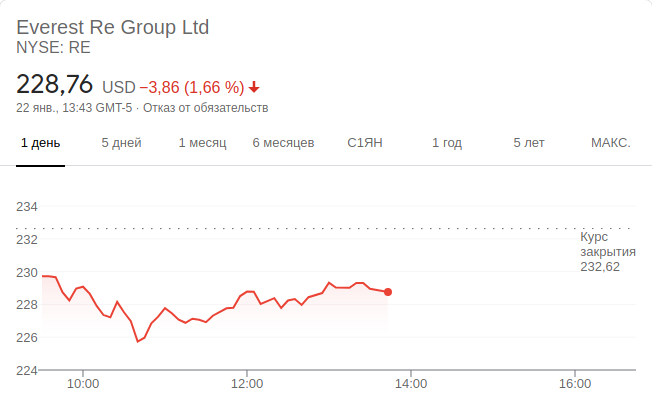 Everest Re Group Ltd
NYSE: RE
228,76 USD −3,86 (1,66 %)
22 янв., 13:43 GMT-5 · Отказ от обязательств
1 день 5 дней 1 месяц 6 месяцев С1ЯН 1 год 5 лет МАКС.
234
232
230
228
226
224
Курс
закрытия
232,62
10:00 12:00 14:00 16:00